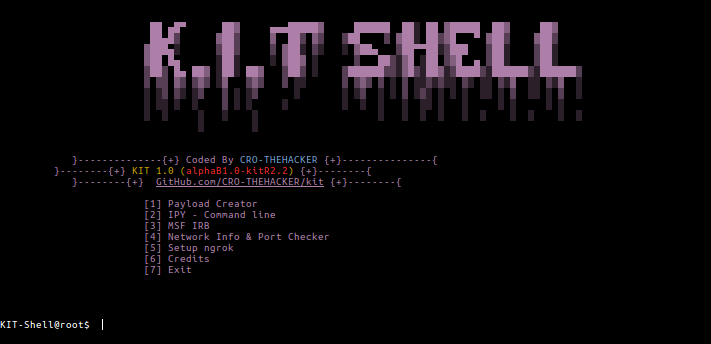 K.I.T SHELL
}--------------{+} Coded By CRO-THEHACKER {+}---------------{
}--------{+} KIT 1.0 (alphaB1.0-kitR2.2) {+}--------{
}--------{+} GitHub.com/CRO-THEHACKER/kit {+}--------{
[1] Payload Creator
[2] IPY - Command line
[3] MSF IRB
[4] Network Info & Port Checker
[5] Setup ngrok
[6] Credits
[7] Exit
KIT-Shell@root$